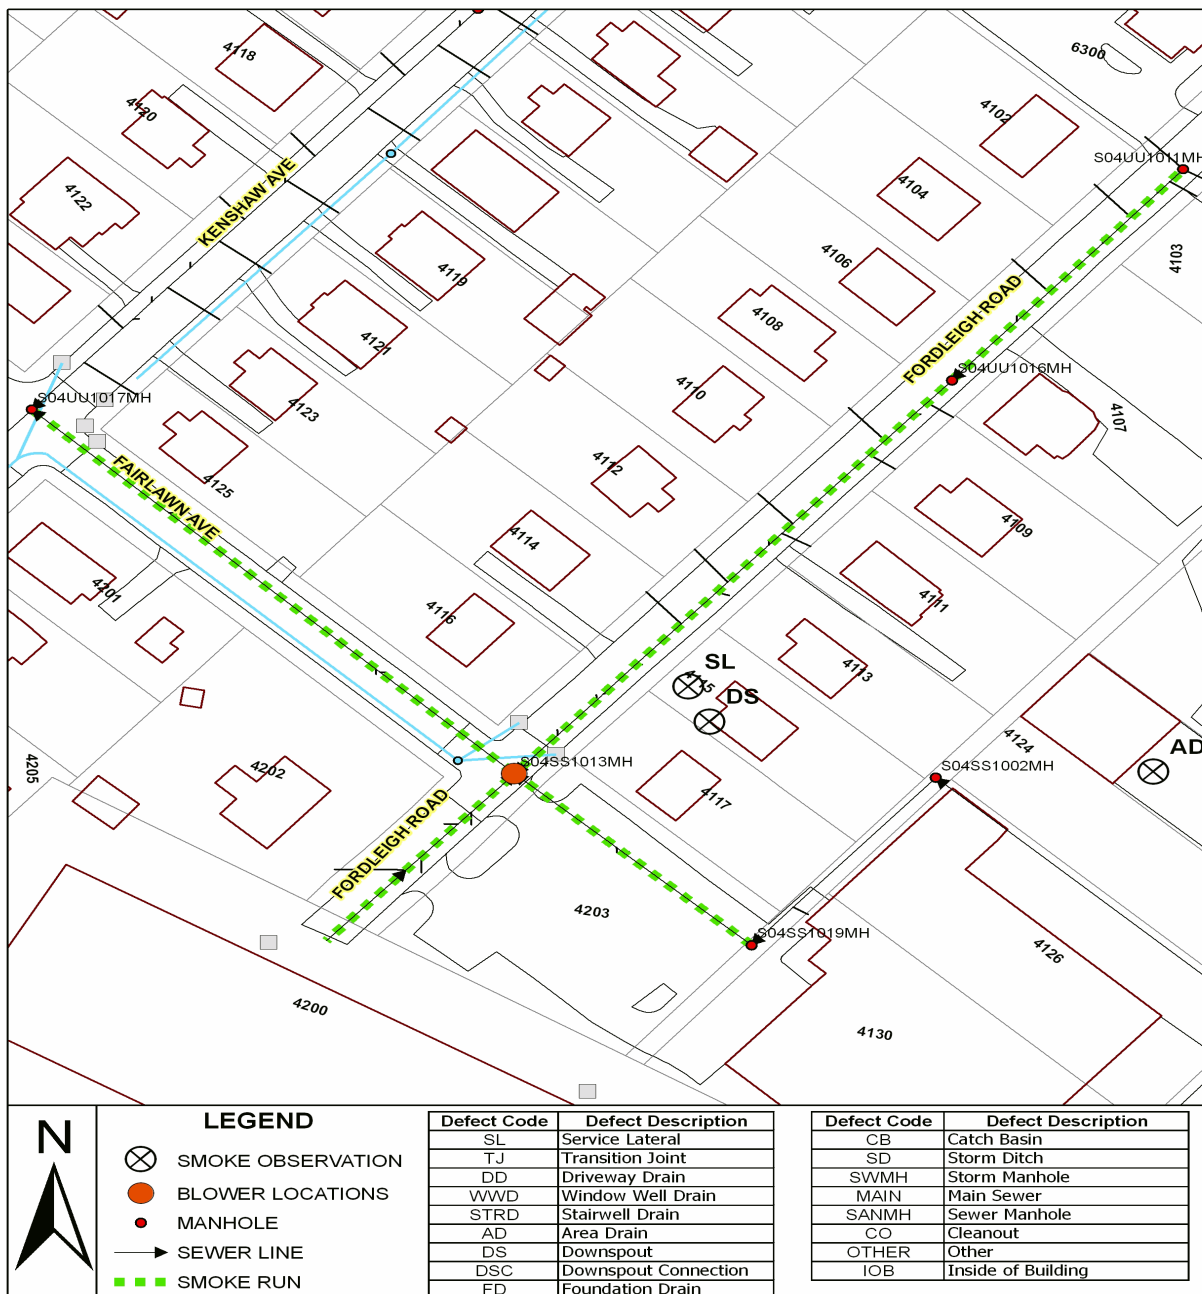 4118
6300
4120
4102
S04UU1011MH
KENSHAW AVE
4122
4104
4103
4106
4119
FORDLEIGH ROAD
4108
4121
S04UU1016MH
4110
S04UU1017MH
4123
4107
FAIRLAWN AVE
4112
4125
4109
4114
4201
4111
4116
SL
4115
4113
DS
4124
AD
4205
4202
S04SS1013MH
S04SS1002MH
4117
FORDLEIGH ROAD
4203
S04SS1019MH
4126
4200
4130
N
LEGEND
SMOKE OBSERVATION
BLOWER LOCATIONS
MANHOLE
SEWER LINE
SMOKE RUN
Defect Code Defect Description
SL Service Lateral
TJ Transition Joint
DD Driveway Drain
WWD Window Well Drain
STRD Stairwell Drain
AD Area Drain
DS Downspout
DSC Downspout Connection
FD Foundation Drain
Defect Code Defect Description
CB Catch Basin
SD Storm Ditch
SWMH Storm Manhole
MAIN Main Sewer
SANMH Sewer Manhole
CO Cleanout
OTHER Other
IOB Inside of Building